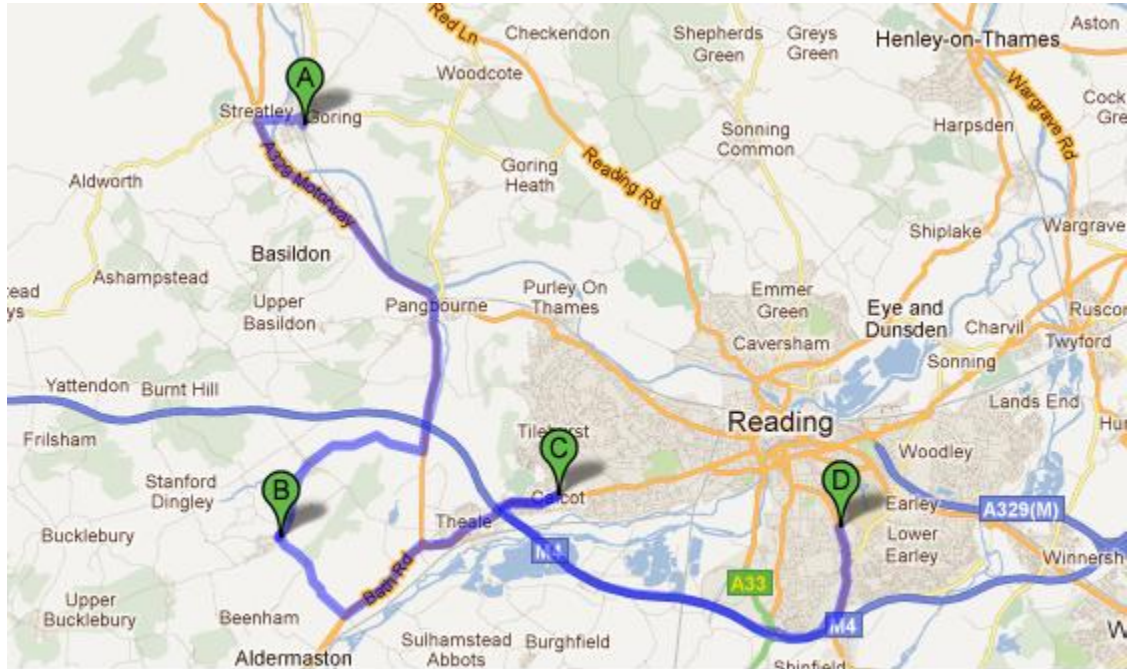 Red Ln
Checkendon
Shepherds
Green
Greys
Green
Aston
Henley-on-Thames
Wargrave Rd
Woodcote
A
Streatley
Goring
Sonning
Common
Harpsden
Goring
Heath
Reading Rd
Aldworth
Shiplake
Wargrave
Basildon
Ashampstead
Upper
Basildon
Pangbourne
Purley On
Thames
Emmer
Green
Eye and
Dunsden
Charvil
Ruscom
Twyford
Caversham
Sonning
Yattendon
Burnt Hill
Lands End
Reading
Frilsham
Tilehurst
C
Calcot
Woodley
Stanford
Dingley
B
D
Earley
A329(M)
Bucklebury
Theale
Lower
Earley
M4
Winnersh
Bath Rd
A33
Upper
Bucklebury
Beenham
M4
Sulhamstead
Abbots
Burghfield
Aldermaston
Shinfield